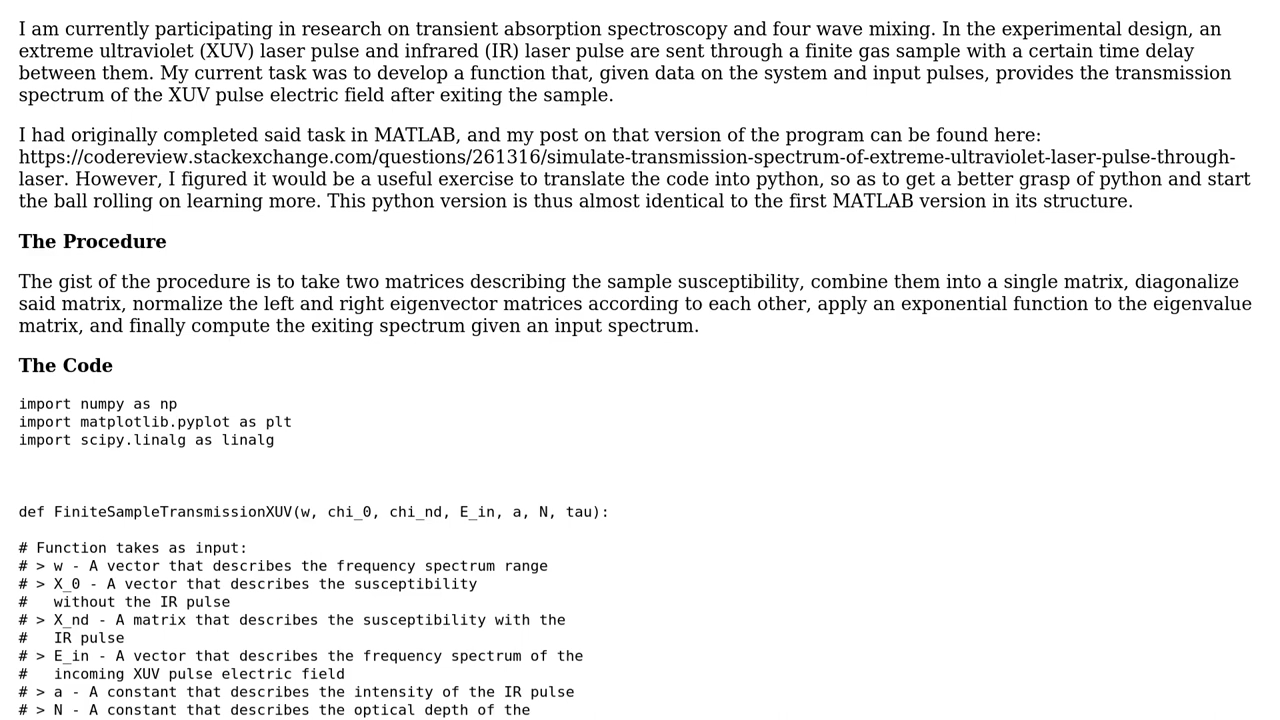 I am currently participating in research on transient absorption spectroscopy and four wave mixing. In the experimental design, an
extreme ultraviolet (XUV) laser pulse and infrared (IR) laser pulse are sent through a finite gas sample with a certain time delay
between them. My current task was to develop a function that, given data on the system and input pulses, provides the transmission
spectrum of the XUV pulse electric field after exiting the sample.
I had originally completed said task in MATLAB, and my post on that version of the program can be found here:
https://codereview.stackexchange.com/questions/261316/simulate-transmission-spectrum-of-extreme-ultraviolet-laser-pulse-through-
laser. However, I figured it would be a useful exercise to translate the code into python, so as to get a better grasp of python and start
the ball rolling on learning more. This python version is thus almost identical to the first MATLAB version in its structure.
The Procedure
The gist of the procedure is to take two matrices describing the sample susceptibility, combine them into a single matrix, diagonalize
said matrix, normalize the left and right eigenvector matrices according to each other, apply an exponential function to the eigenvalue
matrix, and finally compute the exiting spectrum given an input spectrum.
The Code
import numpy as np
import matplotlib.pyplot as plt
import scipy.linalg as linalg
def FiniteSampleTransmissionXUV(w, chi_0, chi_nd, E_in, a, N, tau):
# Function takes as input:
# > w - A vector that describes the frequency spectrum range
# > X_0 - A vector that describes the susceptibility
#   without the IR pulse
# > X_nd - A matrix that describes the susceptibility with the
#   IR pulse
# > E_in - A vector that describes the frequency spectrum of the
#   incoming XUV pulse electric field
# > a - A constant that describes the intensity of the IR pulse
# > N - A constant that describes the optical depth of the